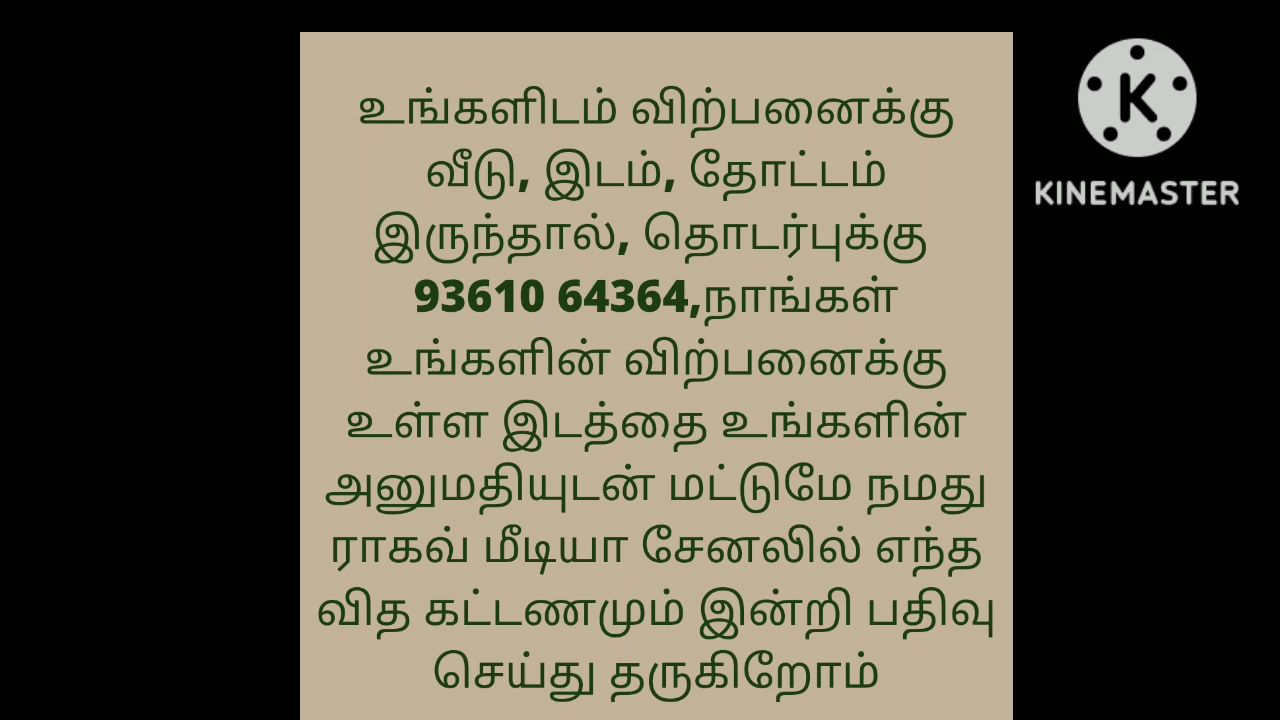 உங்களிடம் விற்பனைக்கு
வீடு, இடம், தோட்டம்
இருந்தால், தொடர்புக்கு
93610 64364,நாங்கள்
உங்களின் விற்பனைக்கு
உள்ள இடத்தை உங்களின்
அனுமதியுடன் மட்டுமே நமது
ராகவ் மீடியா சேனலில் எந்த
வித கட்டணமும் இன்றி பதிவு
செய்து தருகிறோம்
K
KINEMASTER